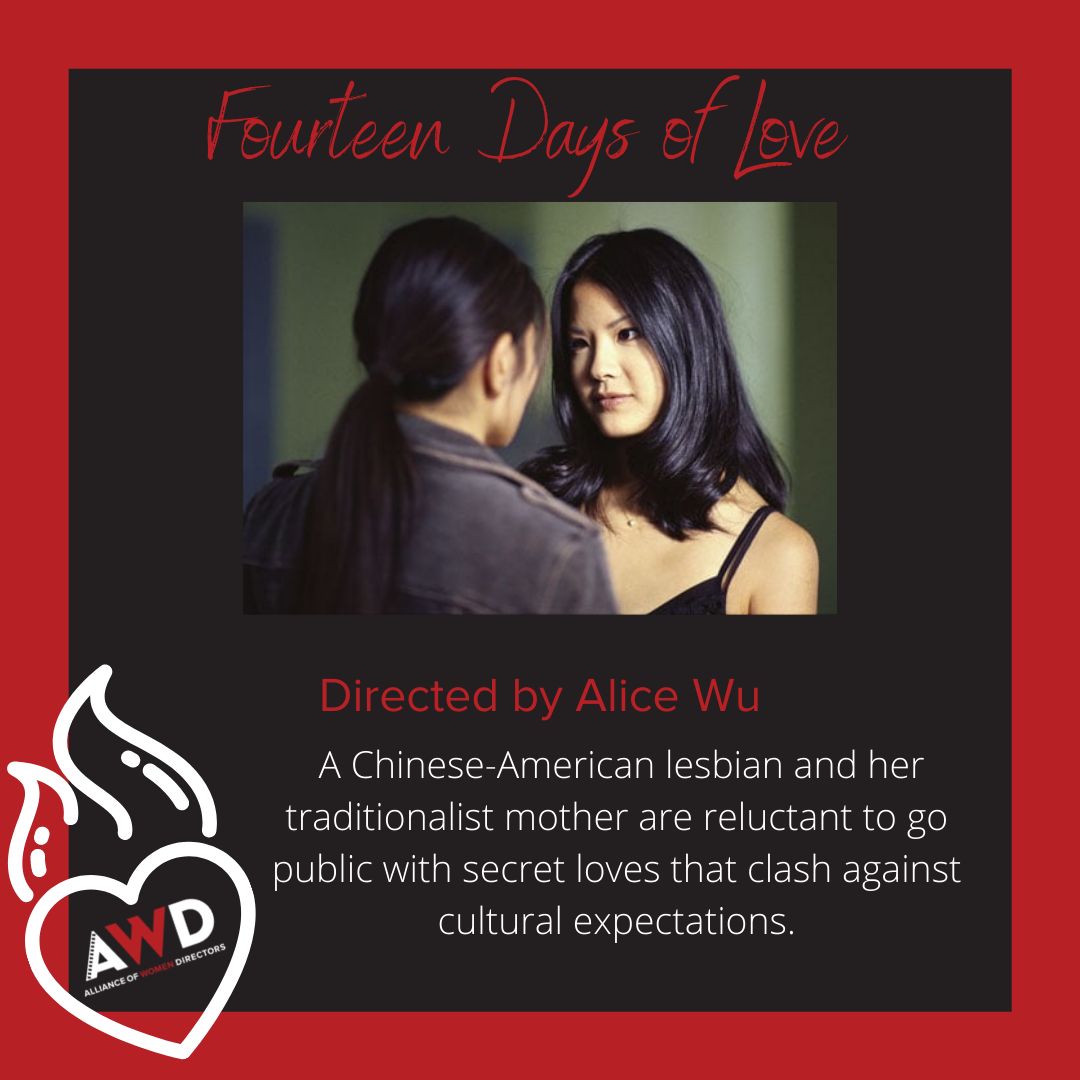 Fourteen Days of Love
Directed by Alice Wu
A Chinese-American lesbian and her
traditionalist mother are reluctant to go
public with secret loves that clash against
cultural expectations.
AWD
ALLIANCE OF WOMEN DIRECTORS